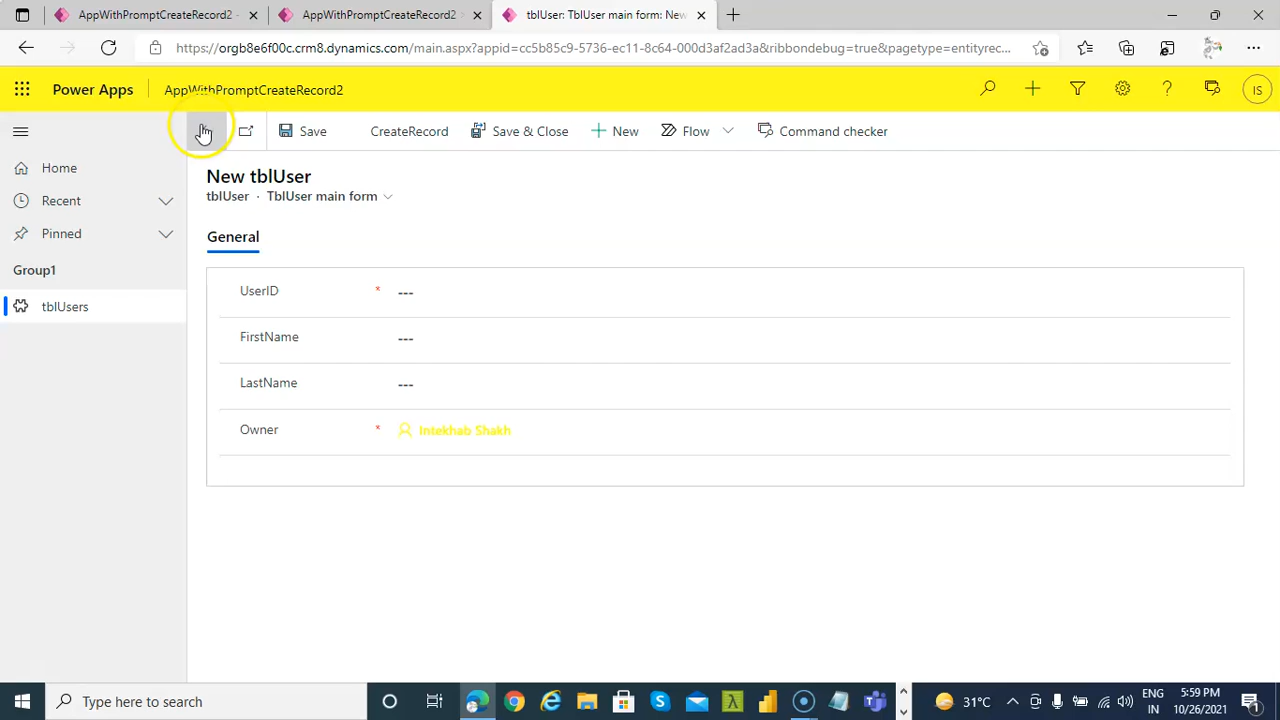 AppWithPromptCreateRecord2 -
AppWithPromptCreateRecord2
tblUser: TblUser main form: New
https://orgb8e6f00c.crm8.dynamics.com/main.aspx?appid=cc5b85c9-5736-ec11-8c64-000d3af2ad3a&ribbondebug=true&pagetype=entityrec...
Power Apps
AppWithPromptCreateRecord2
IS
Save
CreateRecord
Save & Close
New
Flow
Command checker
Home
Recent
Pinned
Group1
tblUsers
New tblUser
tblUser · TblUser main form
General
UserID * ---
FirstName ---
LastName ---
Owner * Intekhab Shakh
Type here to search
31°C
ENG
IN
5:59 PM
10/26/2021
1